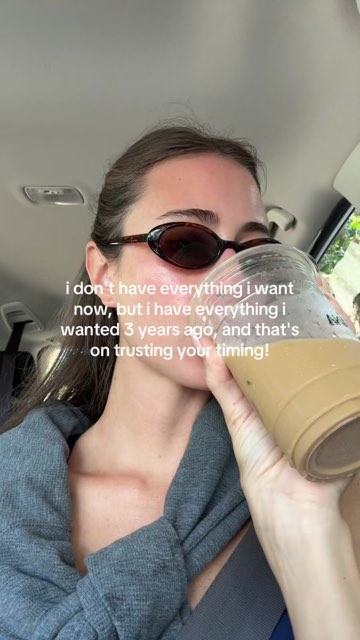 i don't have everything i want
now, but i have everything i
wanted 3 years ago, and that's
on trusting your timing!